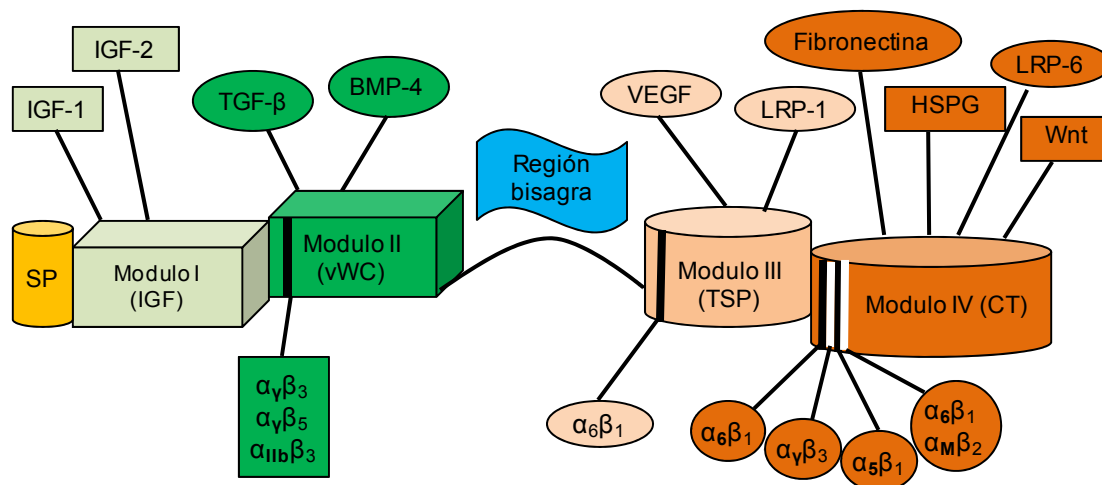 IGF-2
IGF-1
TGF-β
BMP-4
Región
bisagra
VEGF
LRP-1
Fibronectina
HSPG
LRP-6
Wnt
SP
Modulo I
(IGF)
Modulo II
(vWC)
Modulo III
(TSP)
Modulo IV (CT)
αγβ3
αγβ5
αIIbβ3
α6β1
α6β1
αγβ3
α5β1
α6β1
αMβ2